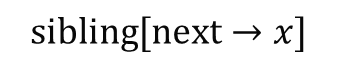 sibling[next → x]